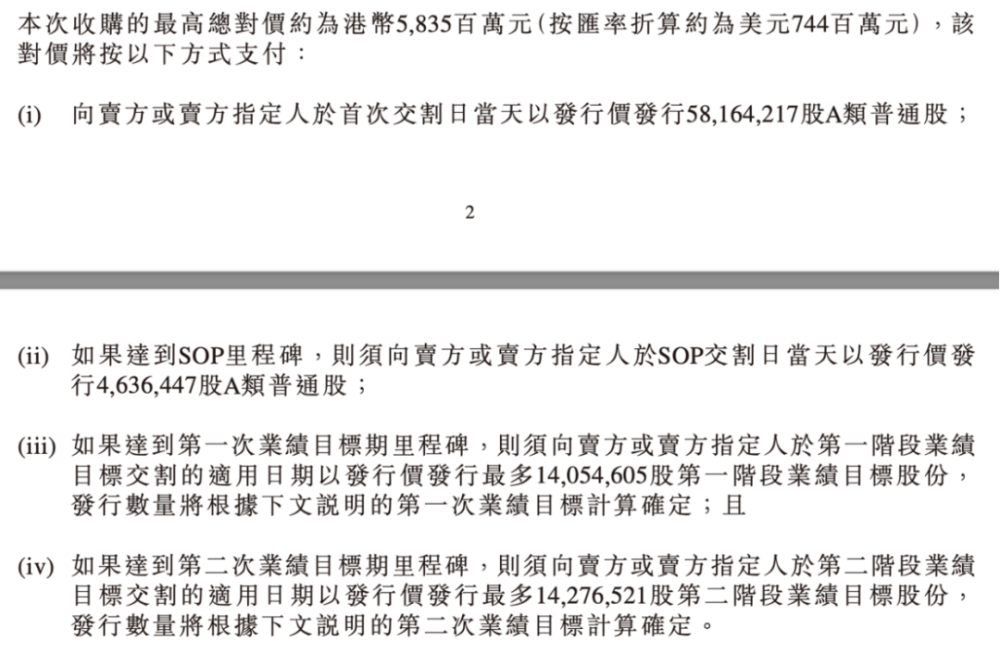 本次收購的最高總對價約為港幣5,835百萬元(按匯率折算約為美元744百萬元)，該
對價將按以下方式支付：
(i) 向賣方或賣方指定人於首次交割日當天以發行價發行58,164,217股A類普通股；
2
(ii) 如果達到SOP里程碑，則須向賣方或賣方指定人於SOP交割日當天以發行價發
行4,636,447股A類普通股；
(iii) 如果達到第一次業績目標期里程碑，則須向賣方或賣方指定人於第一階段業績
目標交割的適用日期以發行價發行最多14,054,605股第一階段業績目標股份，
發行數量將根據下文說明的第一次業績目標計算確定；且
(iv) 如果達到第二次業績目標期里程碑，則須向賣方或賣方指定人於第二階段業績
目標交割的適用日期以發行價發行最多14,276,521股第二階段業績目標股份，
發行數量將根據下文說明的第二次業績目標計算確定。